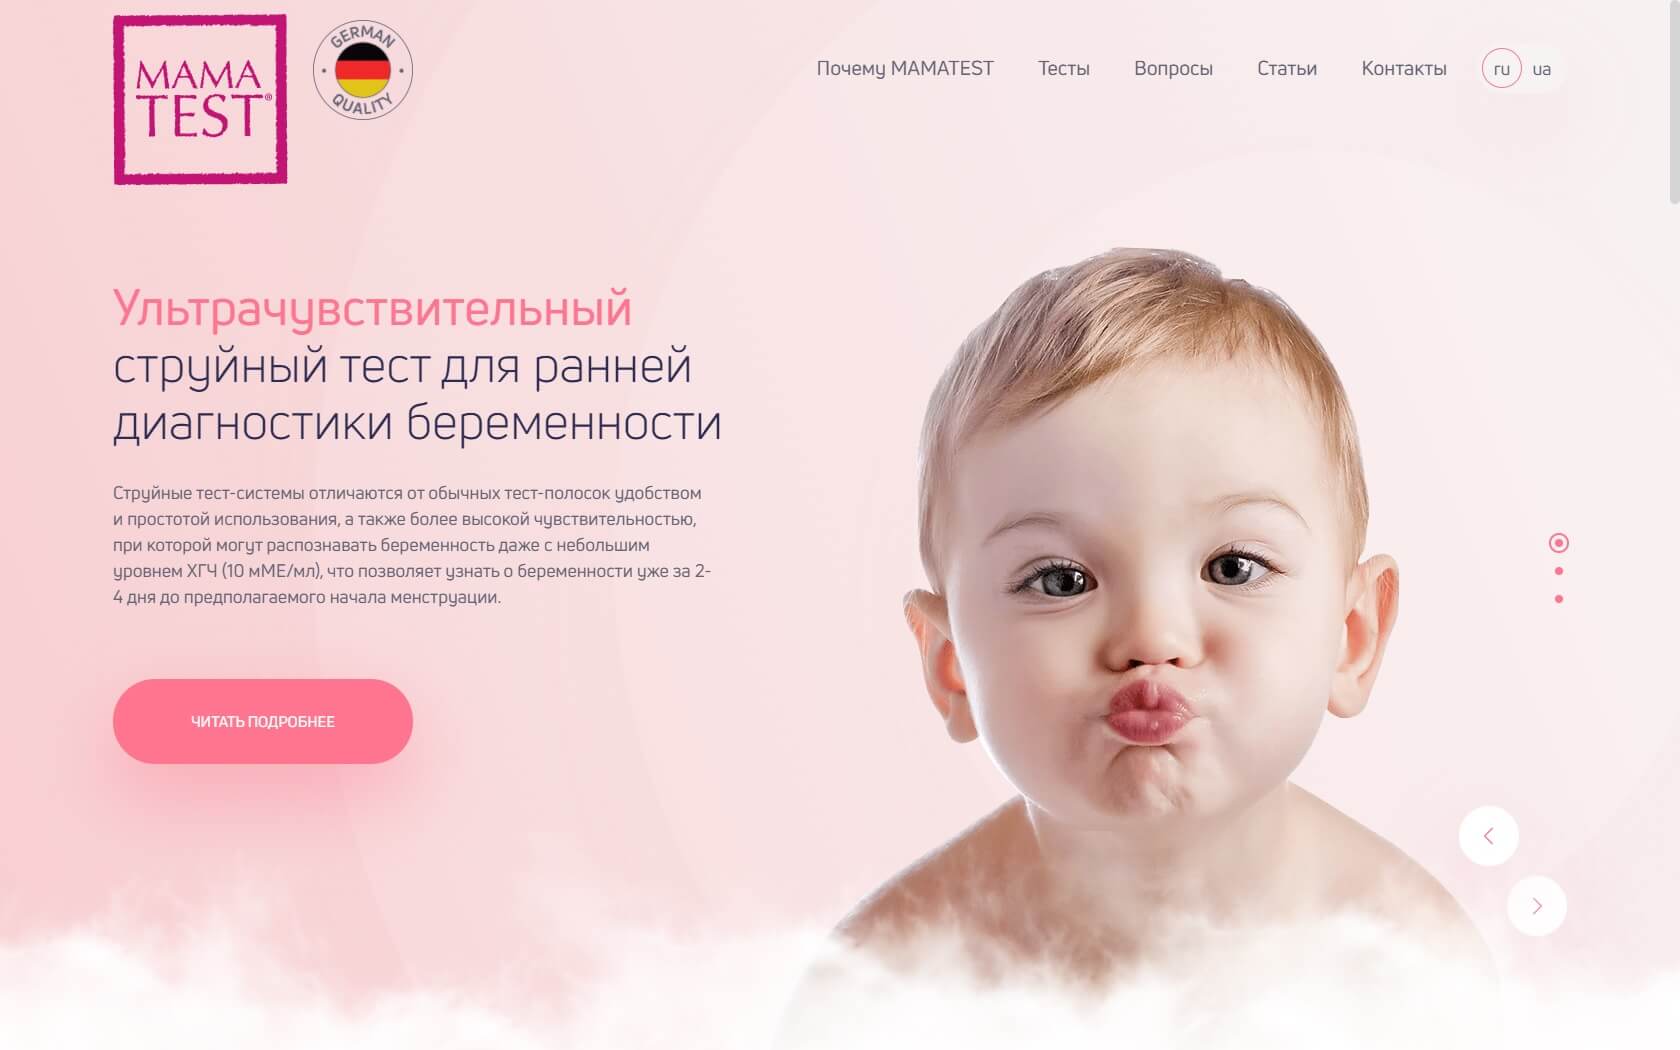 MAMA
TEST®
GERMAN
QUALITY
Почему MAMATEST
Тесты
Вопросы
Статьи
Контакты
ru
ua
Ультрачувствительный
струйный тест для ранней
диагностики беременности
Струйные тест-системы отличаются от обычных тест-полосок удобством
и простотой использования, а также более высокой чувствительностью,
при которой могут распознавать беременность даже с небольшим
уровнем ХГЧ (10 мМЕ/мл), что позволяет узнать о беременности уже за 2-
4 дня до предполагаемого начала менструации.
ЧИТАТЬ ПОДРОБНЕЕ